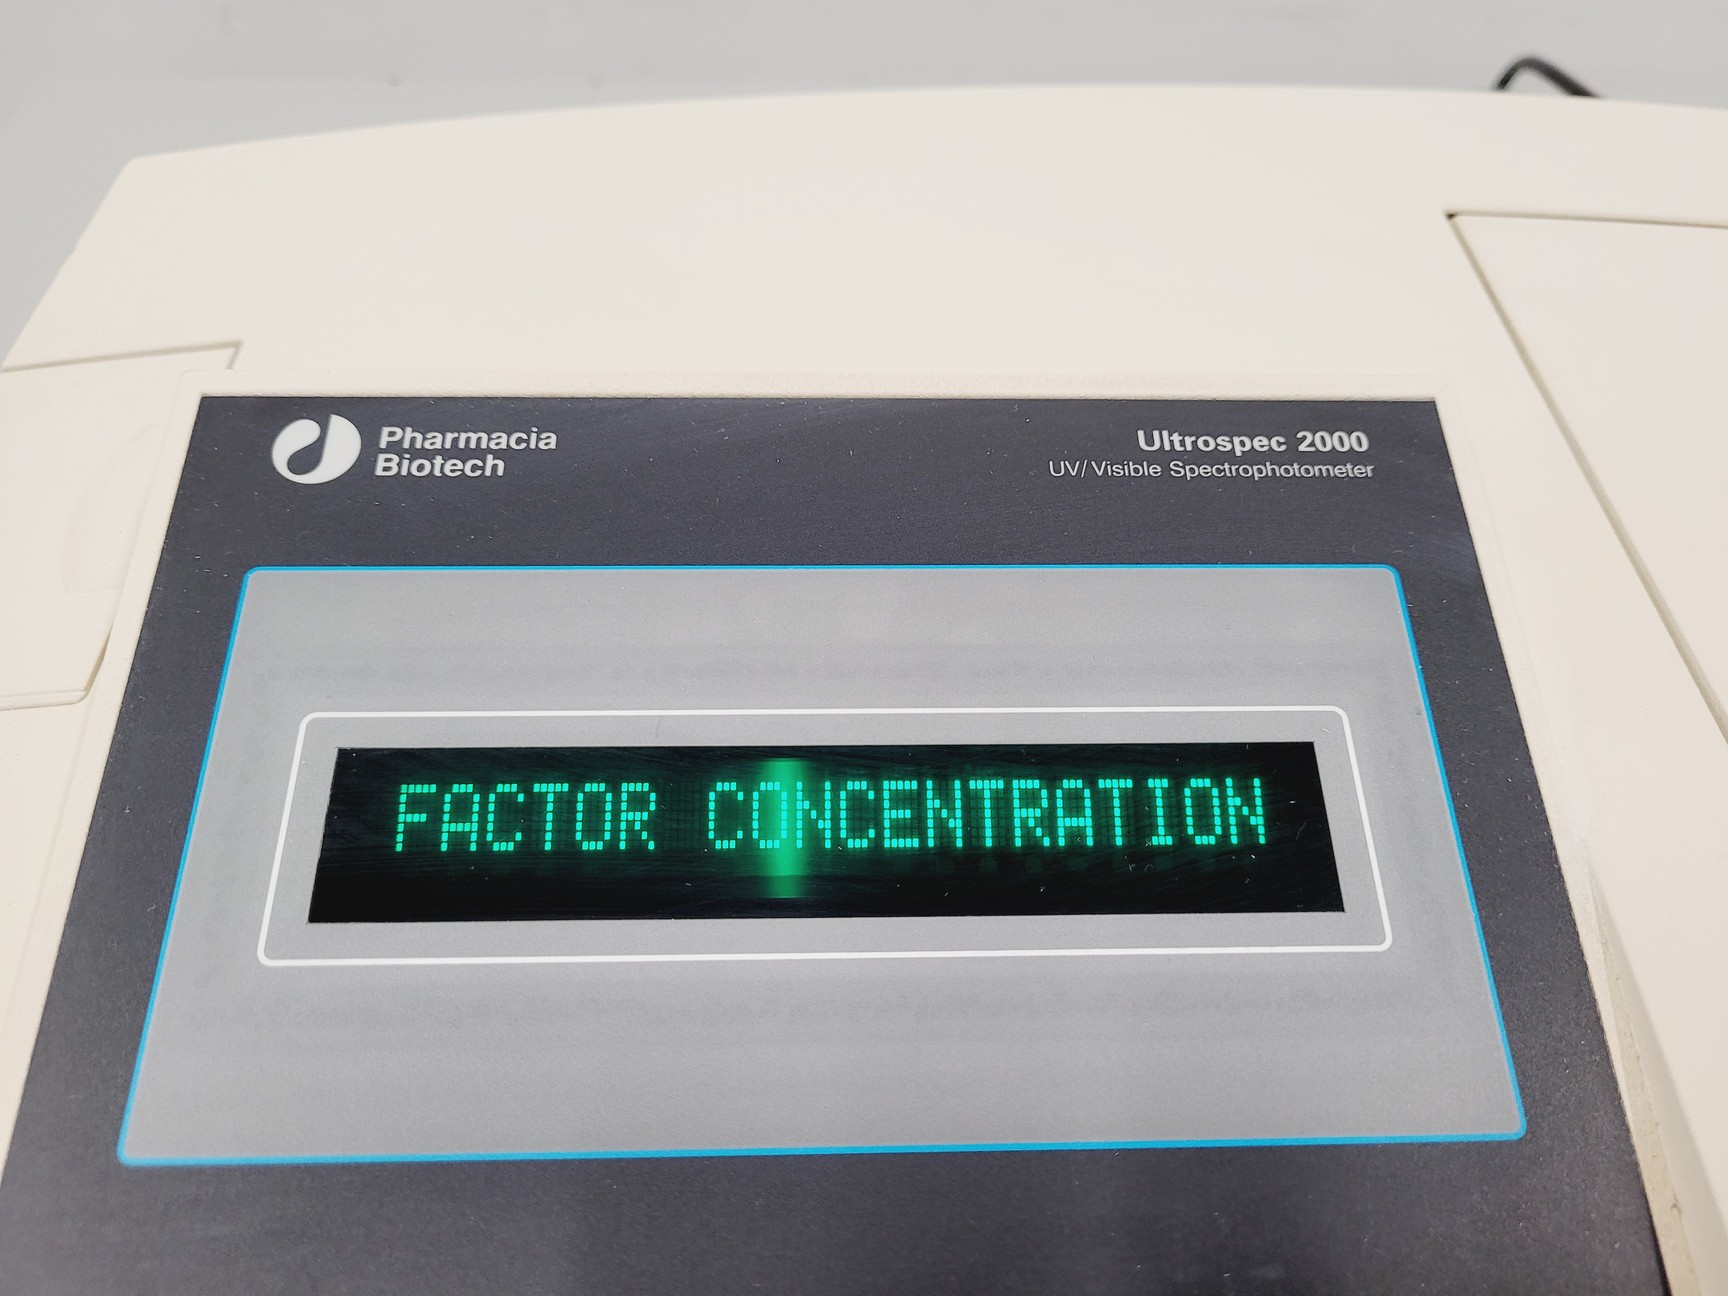 Pharmacia
Biotech
Ultrospec 2000
UV/Visible Spectrophotometer
FACTOR CONCENTRATION